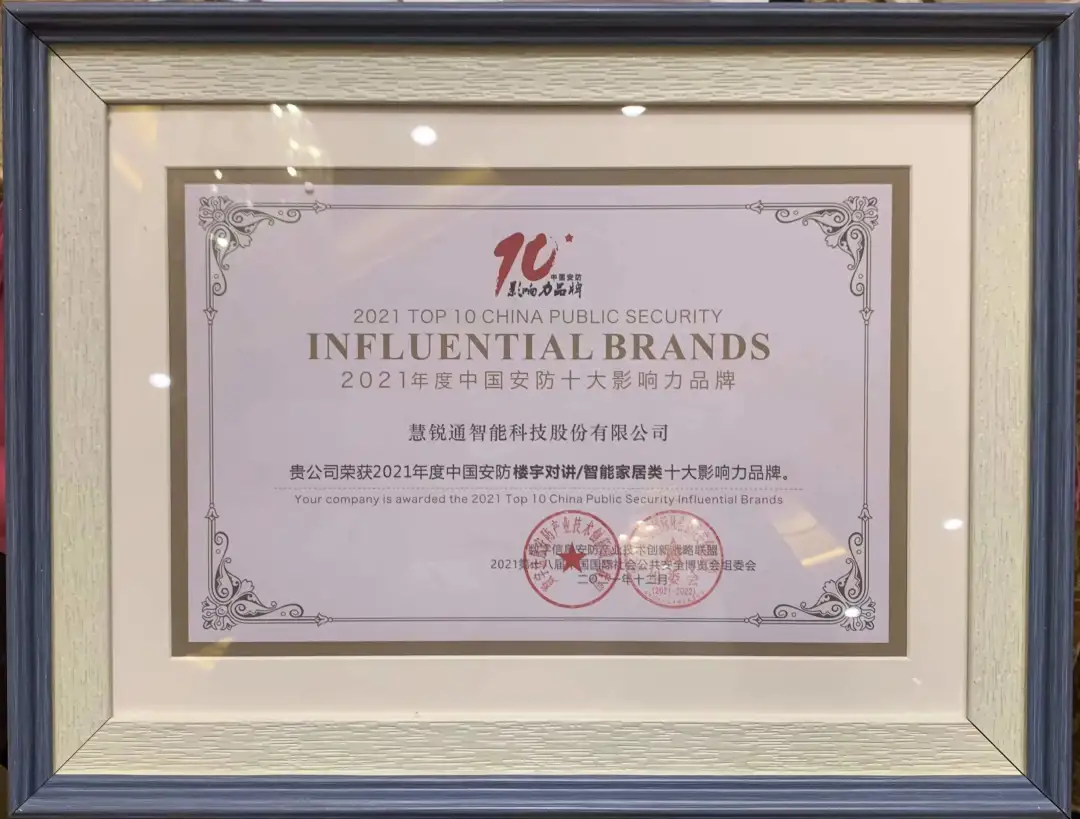 10
中国安防
影响力品牌
2021 TOP 10 CHINA PUBLIC SECURITY
INFLUENTIAL BRANDS
2021年度中国安防十大影响力品牌
慧锐通智能科技股份有限公司
贵公司荣获2021年度中国安防楼宇对讲/智能家居类十大影响力品牌。
Your company is awarded the 2021 Top 10 China Public Security Influential Brands
数字信息安防产业技术创新战略联盟
2021第十八届中国国际社会公共安全博览会组委会
二〇二一年十二月
(2021-2022)